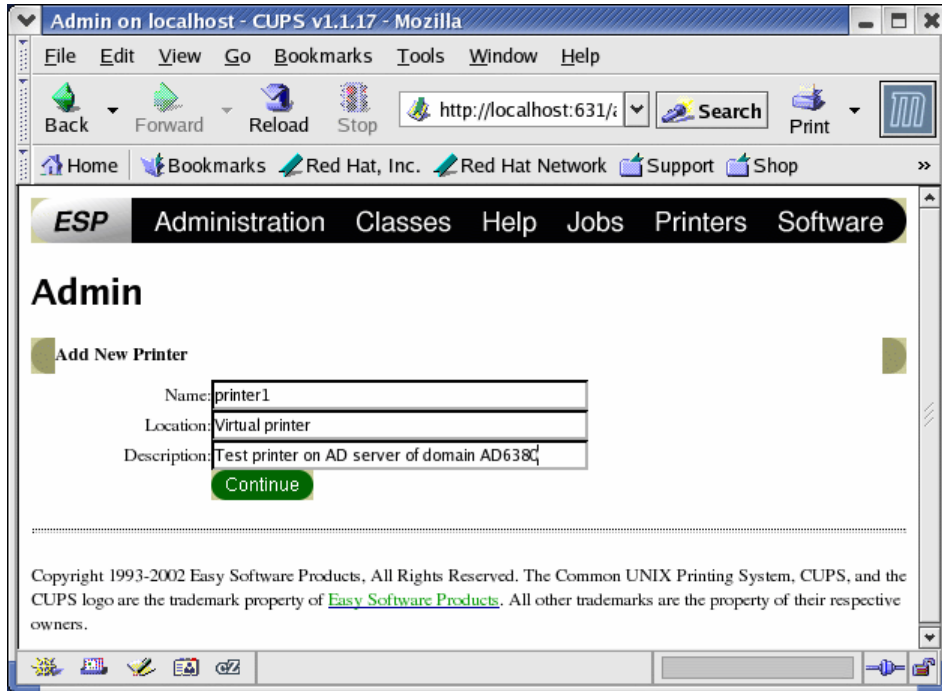 Admin on localhost - CUPS v1.1.17 - Mozilla
File Edit View Go Bookmarks Tools Window Help
Back Forward Reload Stop http://localhost:631/a Search Print
Home Bookmarks Red Hat, Inc. Red Hat Network Support Shop »
ESP Administration Classes Help Jobs Printers Software
Admin
Add New Printer
Name: printer1
Location: Virtual printer
Description: Test printer on AD server of domain AD6380
Continue
Copyright 1993-2002 Easy Software Products, All Rights Reserved. The Common UNIX Printing System, CUPS, and the
CUPS logo are the trademark property of Easy Software Products. All other trademarks are the property of their respective
owners.